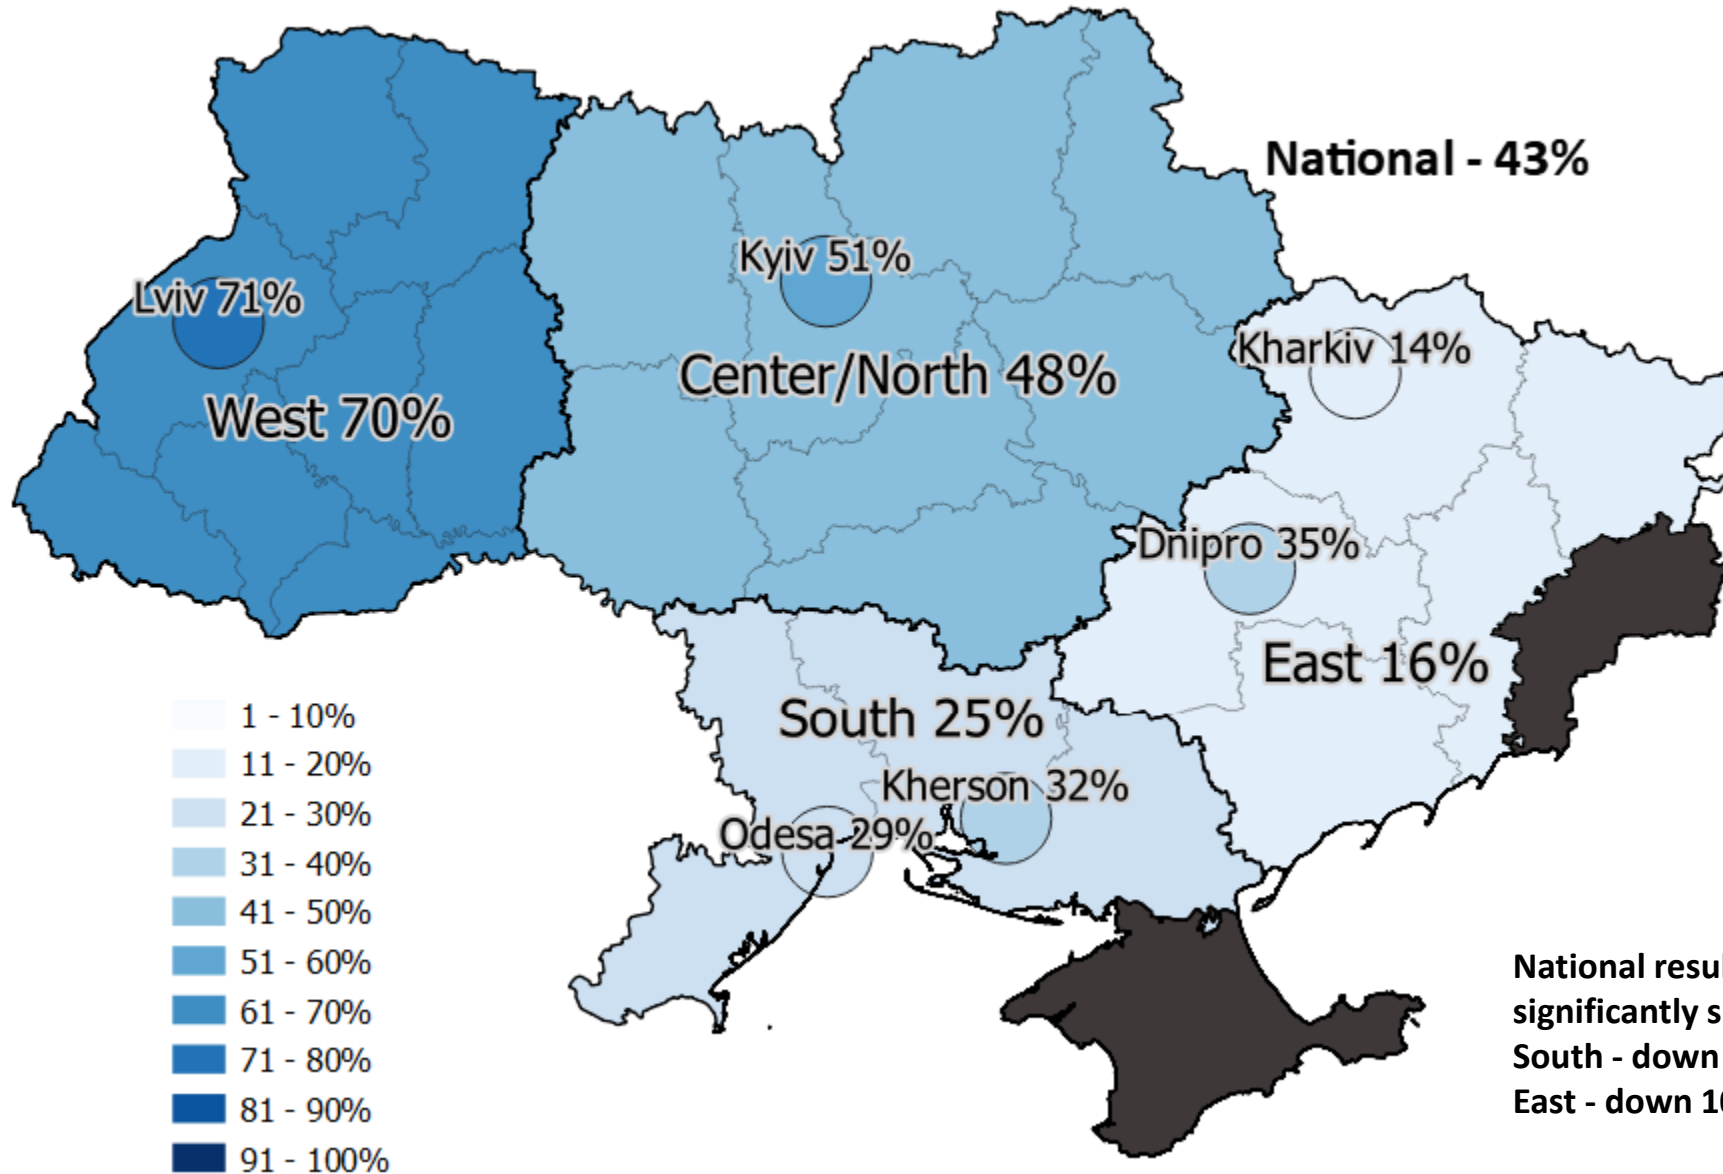 National - 43%
Kyiv 51%
Lviv 71%
Kharkiv 14%
Center/North 48%
West 70%
Dnipro 35%
East 16%
South 25%
Kherson 32%
Odesa 29%
1 - 10%
11 - 20%
21 - 30%
31 - 40%
41 - 50%
51 - 60%
61 - 70%
71 - 80%
81 - 90%
91 - 100%
National
significantly
South - down
East - down